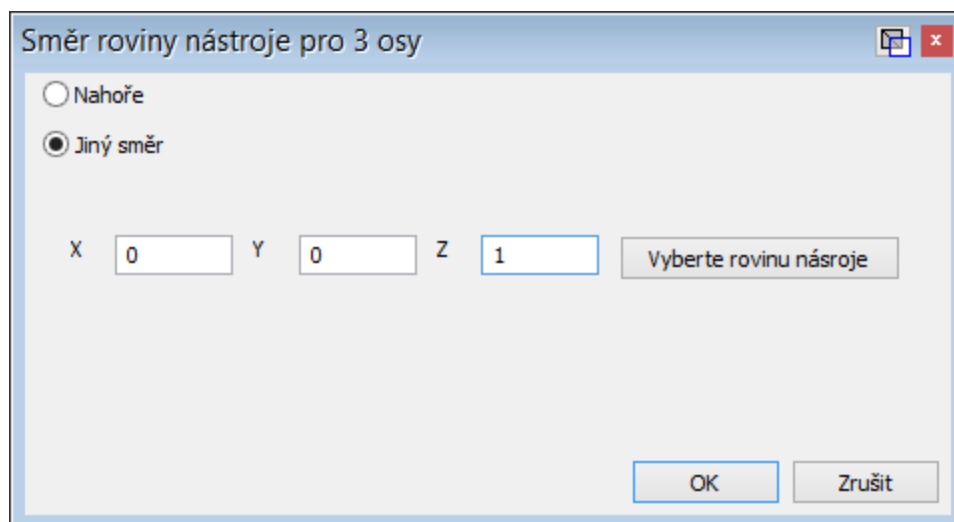 Směr roviny nástroje pro 3 osy
Nahoře
Jiný směr
X 0 Y 0 Z 1 Vyberte rovinu násroje
OK Zrušit